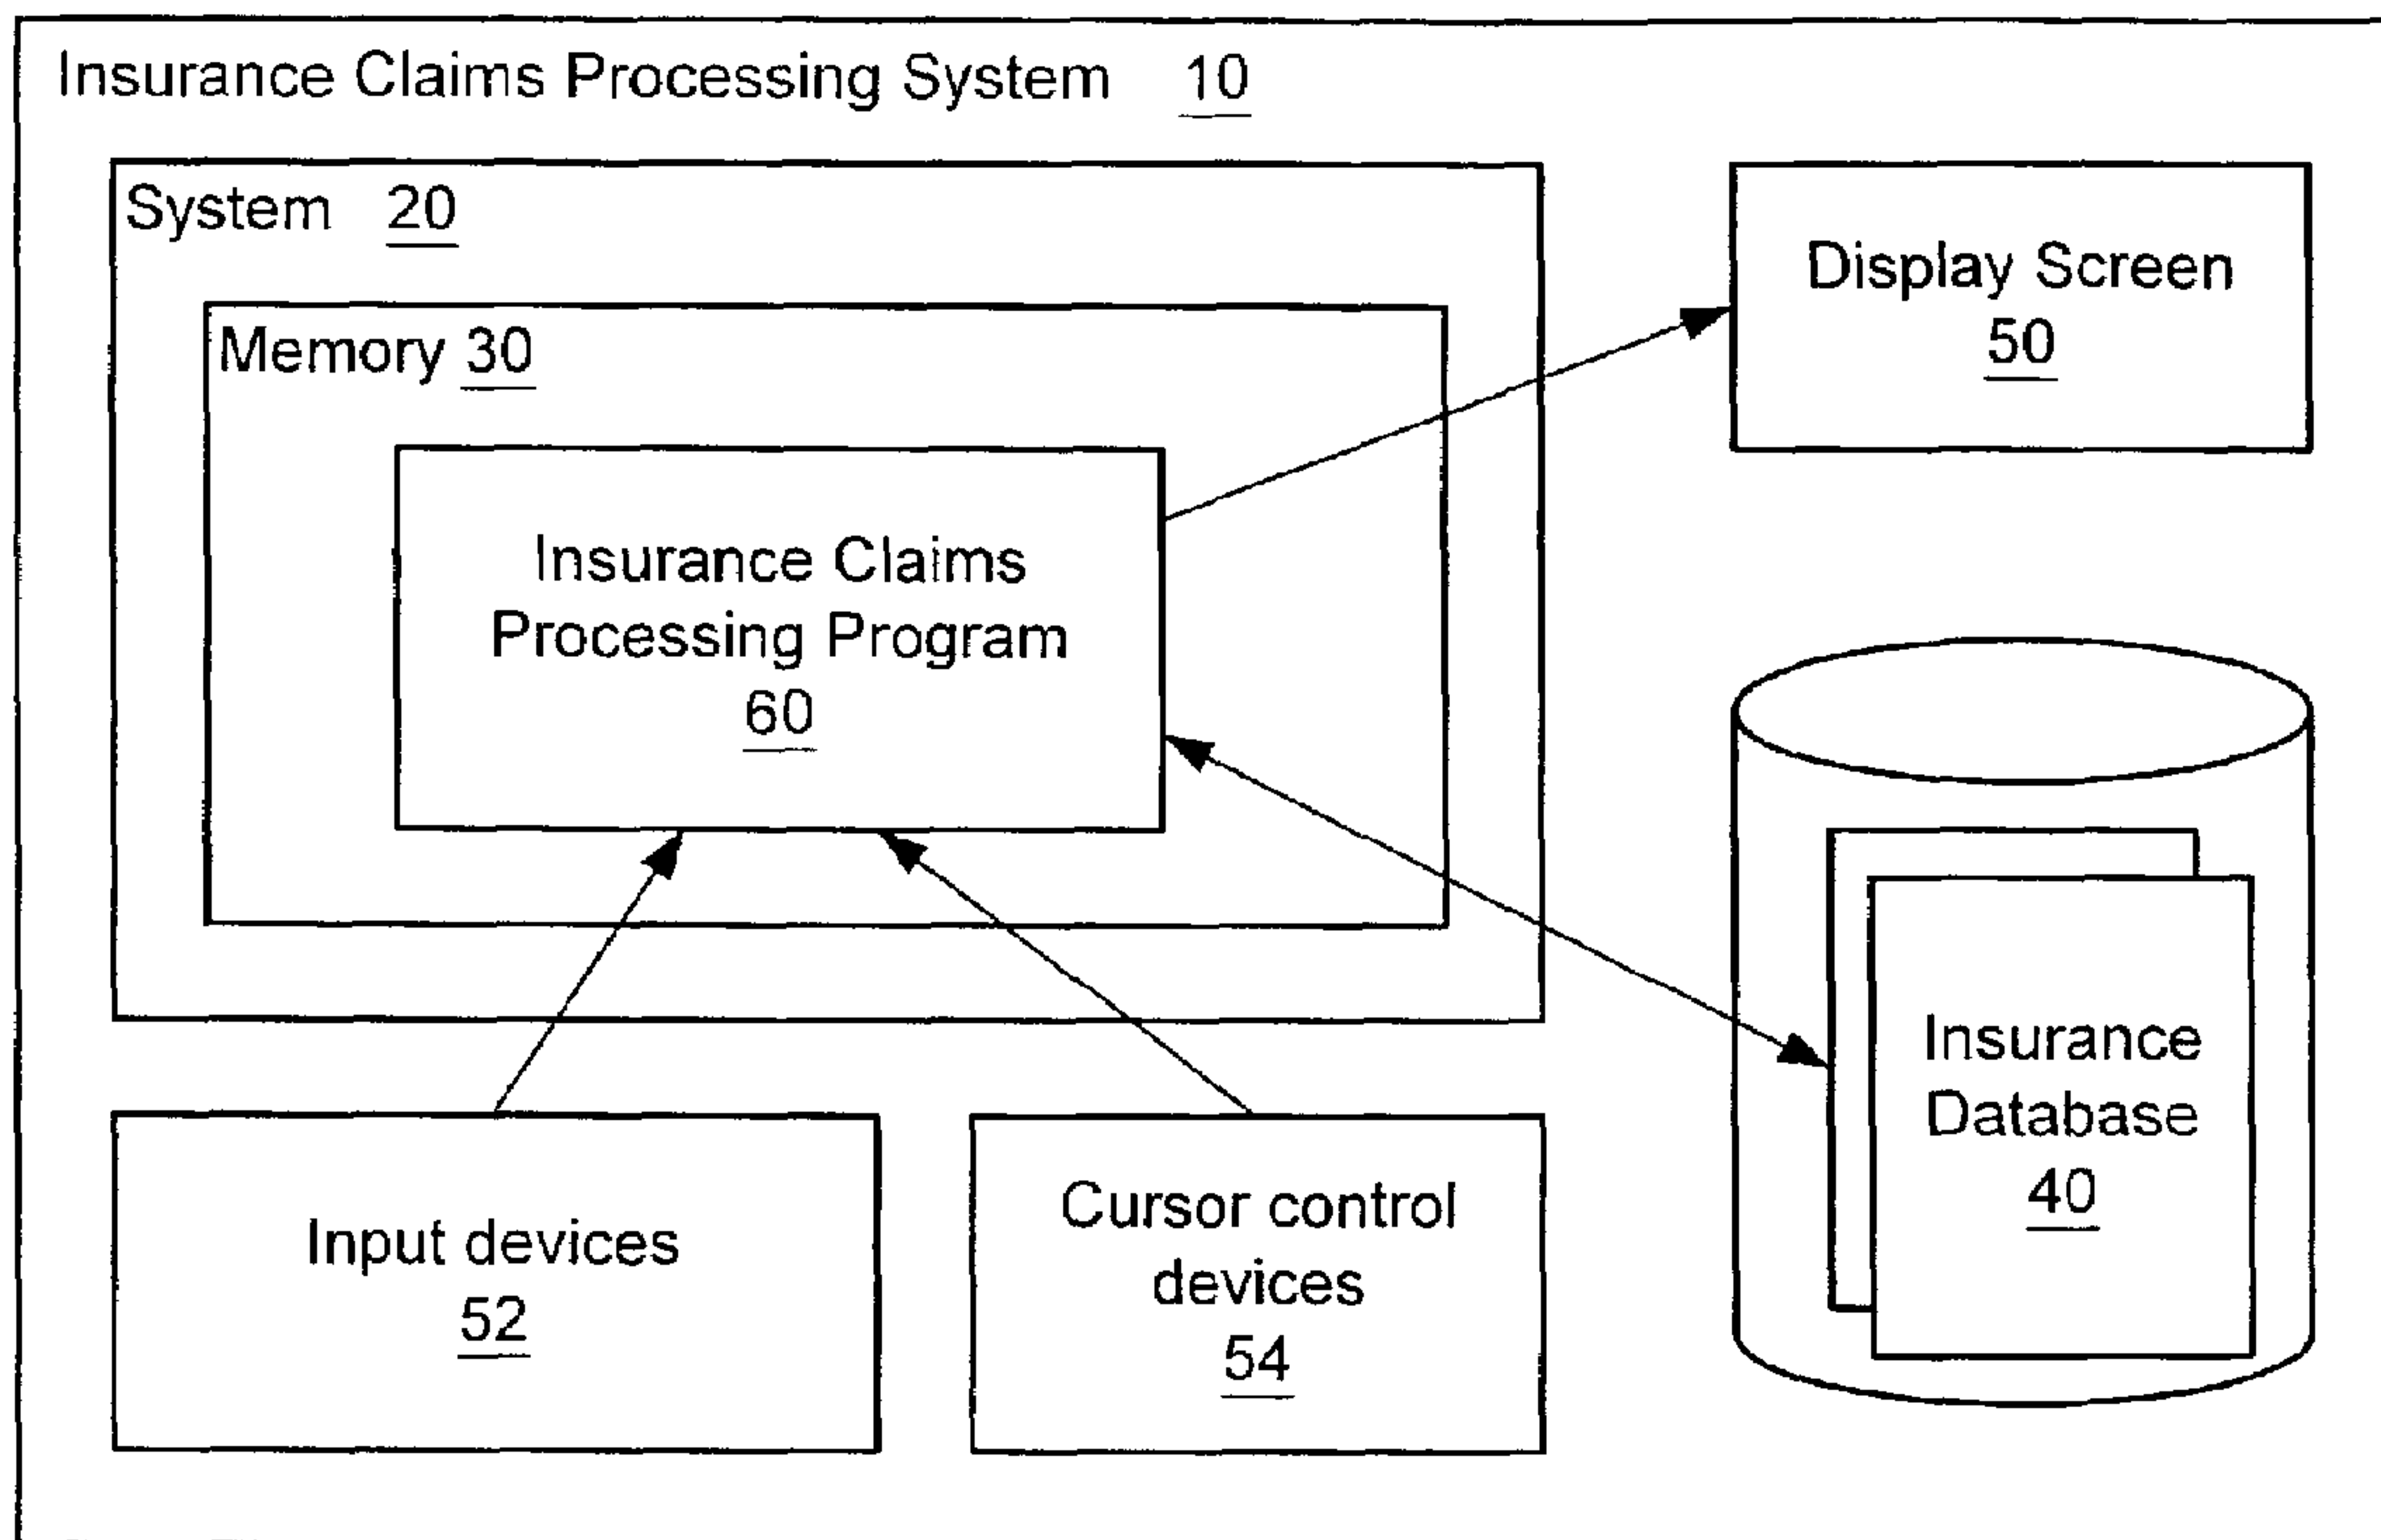 Insurance Claims Processing System 10
System 20
Memory 30
Insurance Claims
Processing Program
60
Display Screen
50
Insurance
Database
40
Input devices
52
Cursor control
devices
54